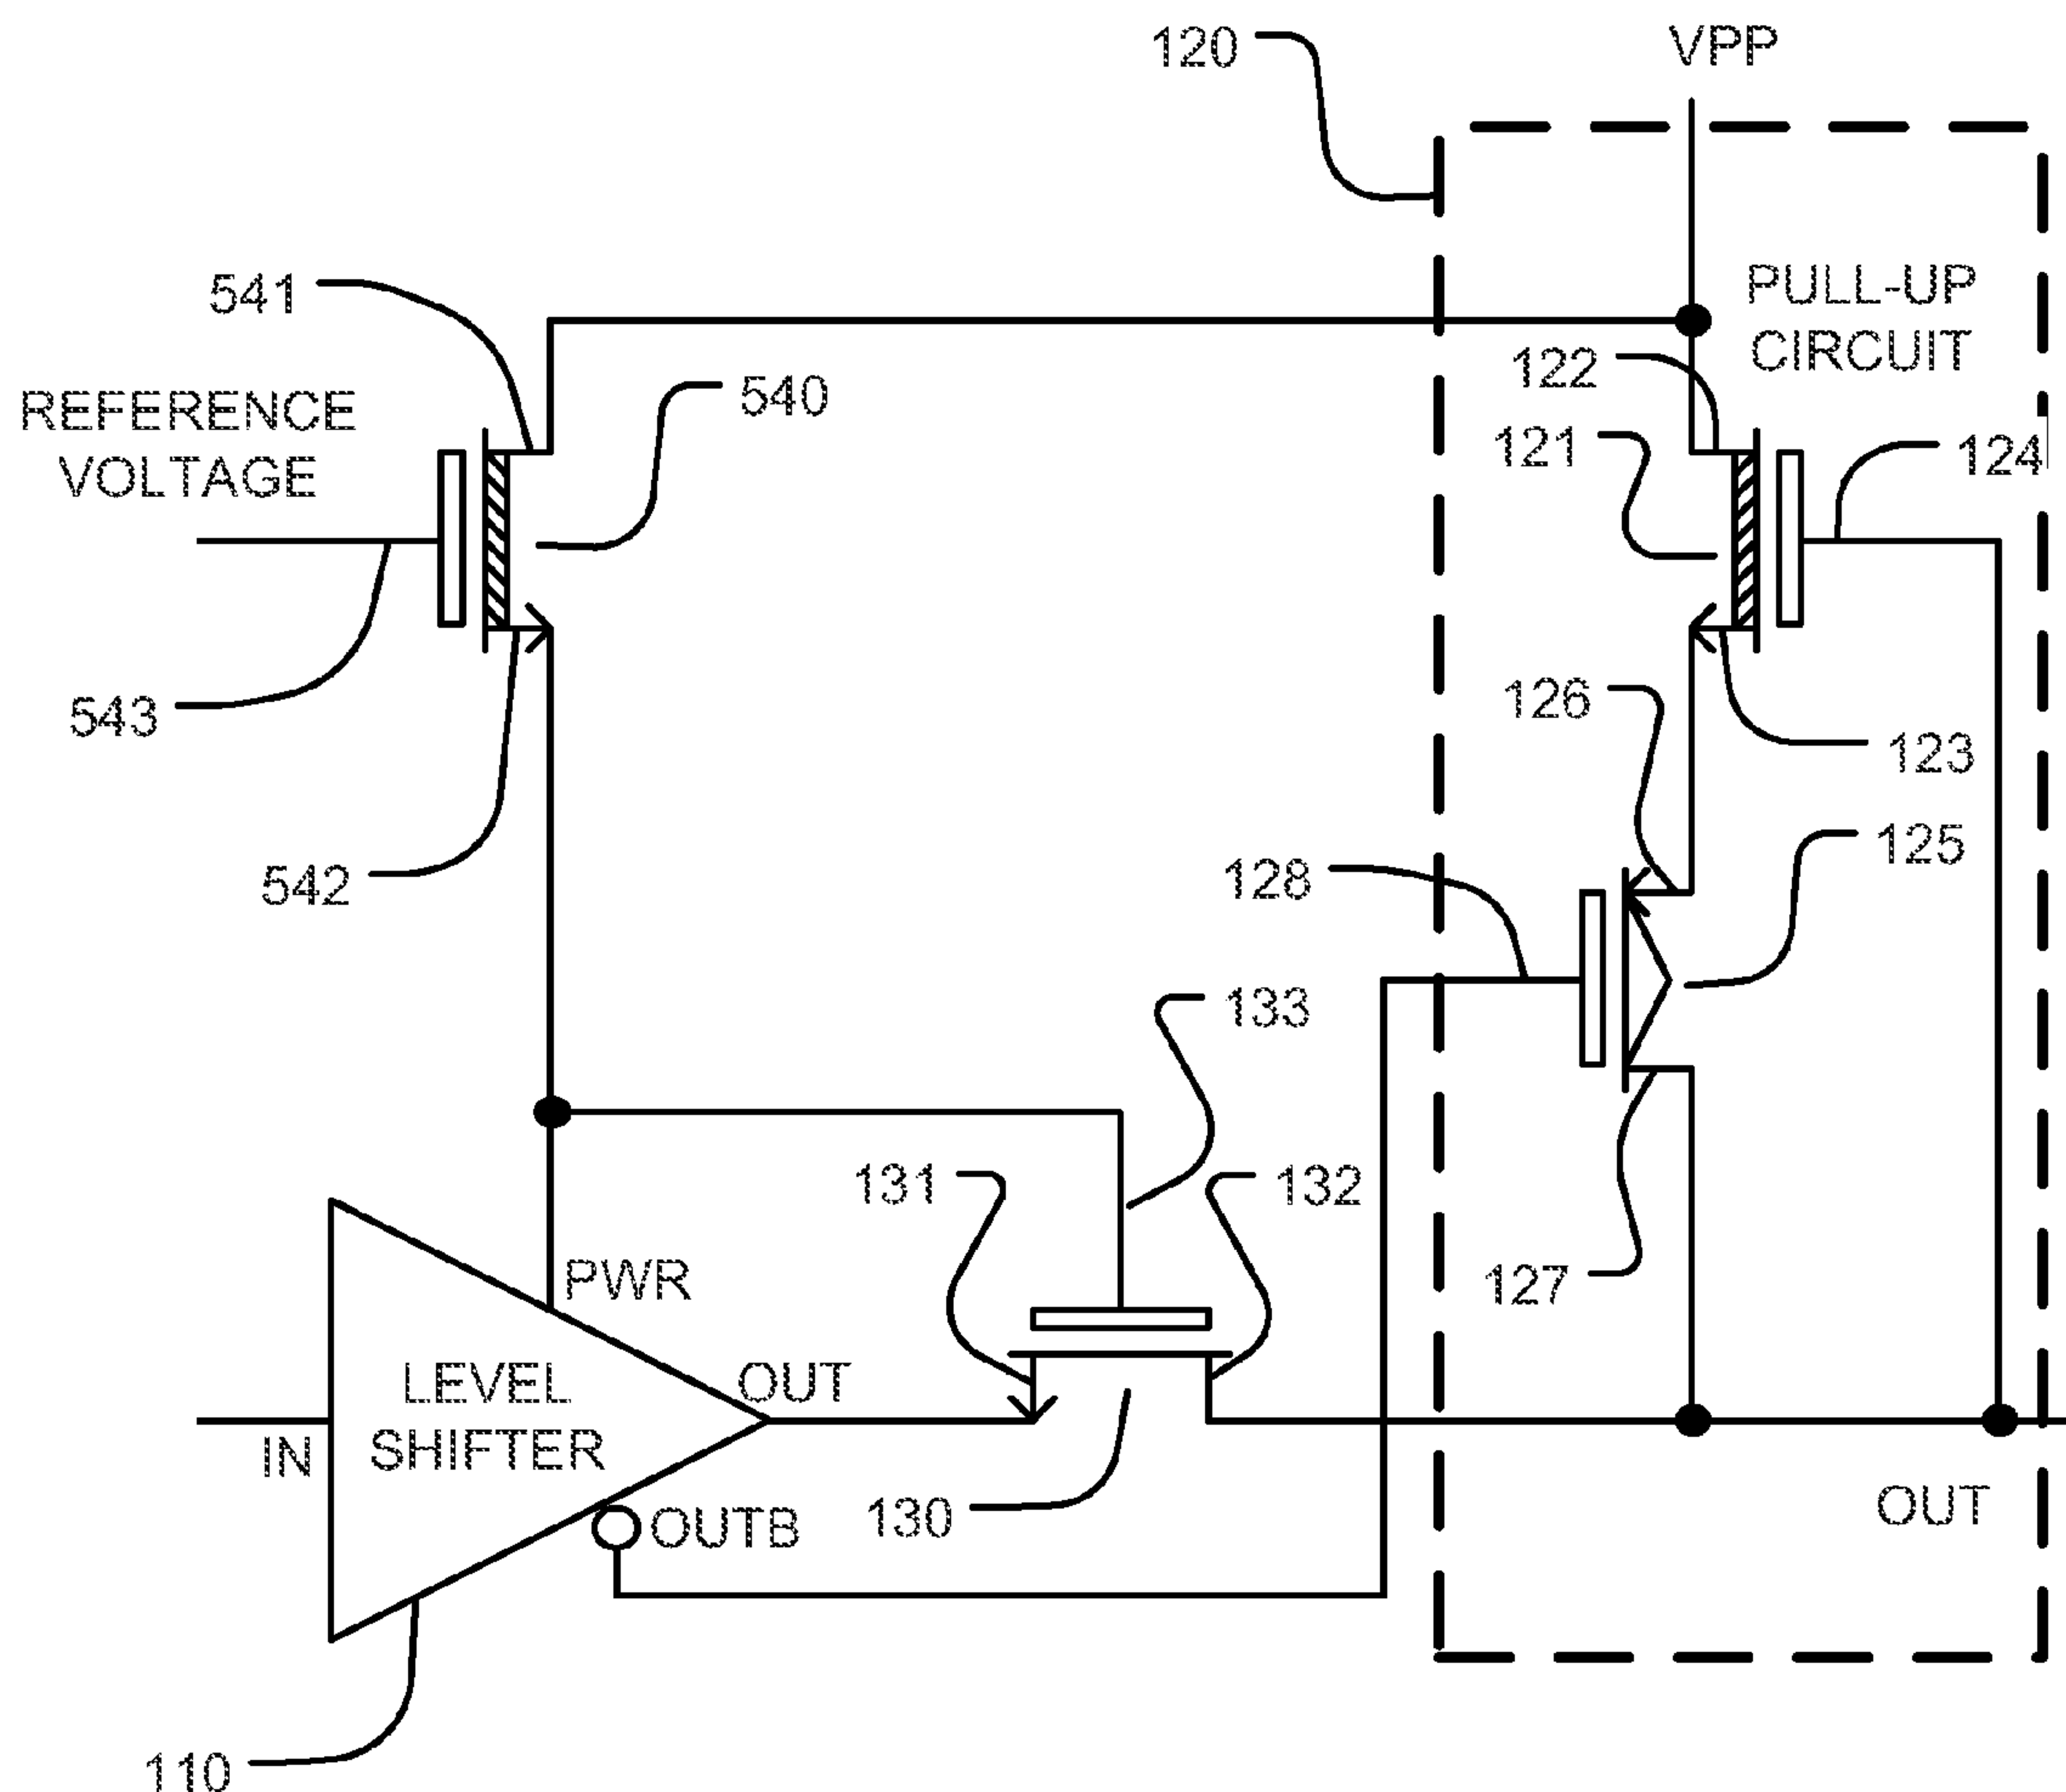 120
VPP
541
PULL-UP
CIRCUIT
540
122
REFERENCE
VOLTAGE
121
124
543
126
123
542
128
125
133
131
132
PWR
127
LEVEL
SHIFTER
OUT
IN
130
OUTB
OUT
110